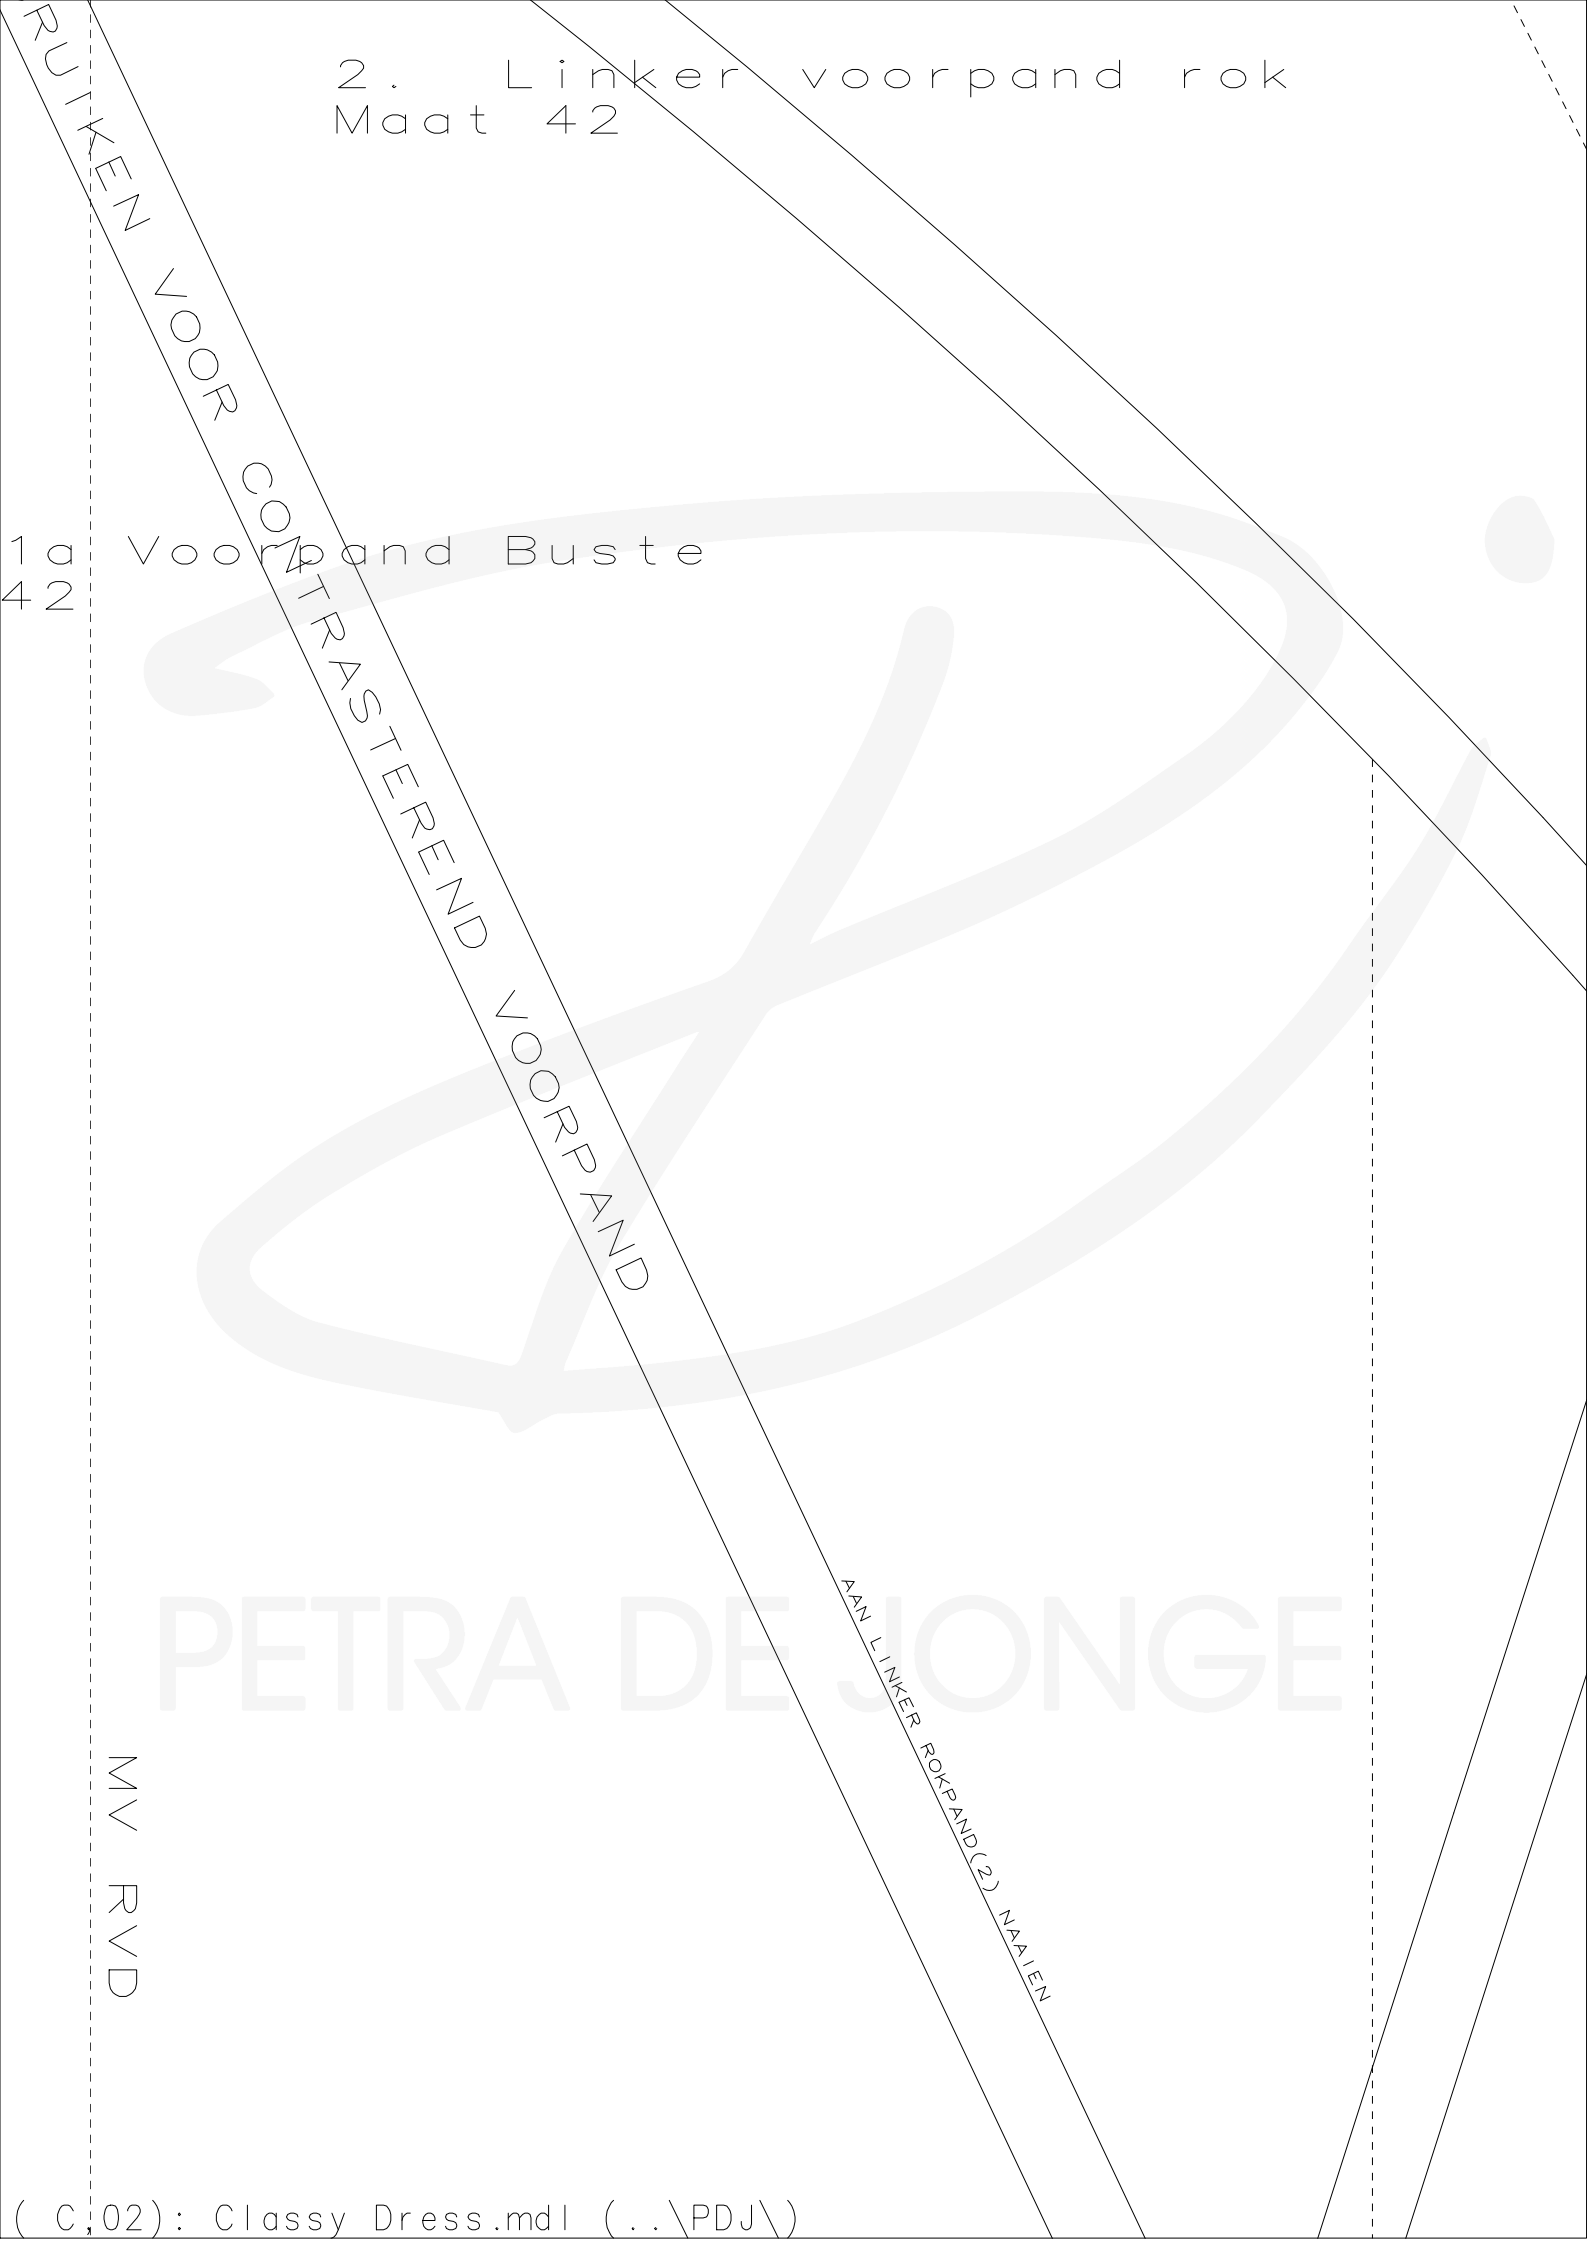 2.  Linker voorpand rok
Maat 42
RUIKEN VOOR CONTRASTEREND VOORPAND
1a Voorpand Buste
42
PETRA DE JONGE
AAN LINKER ROKPAND(2) NAAIEN
MV RVD
( C,02): Classy Dress.mdl (..\PDJ\)